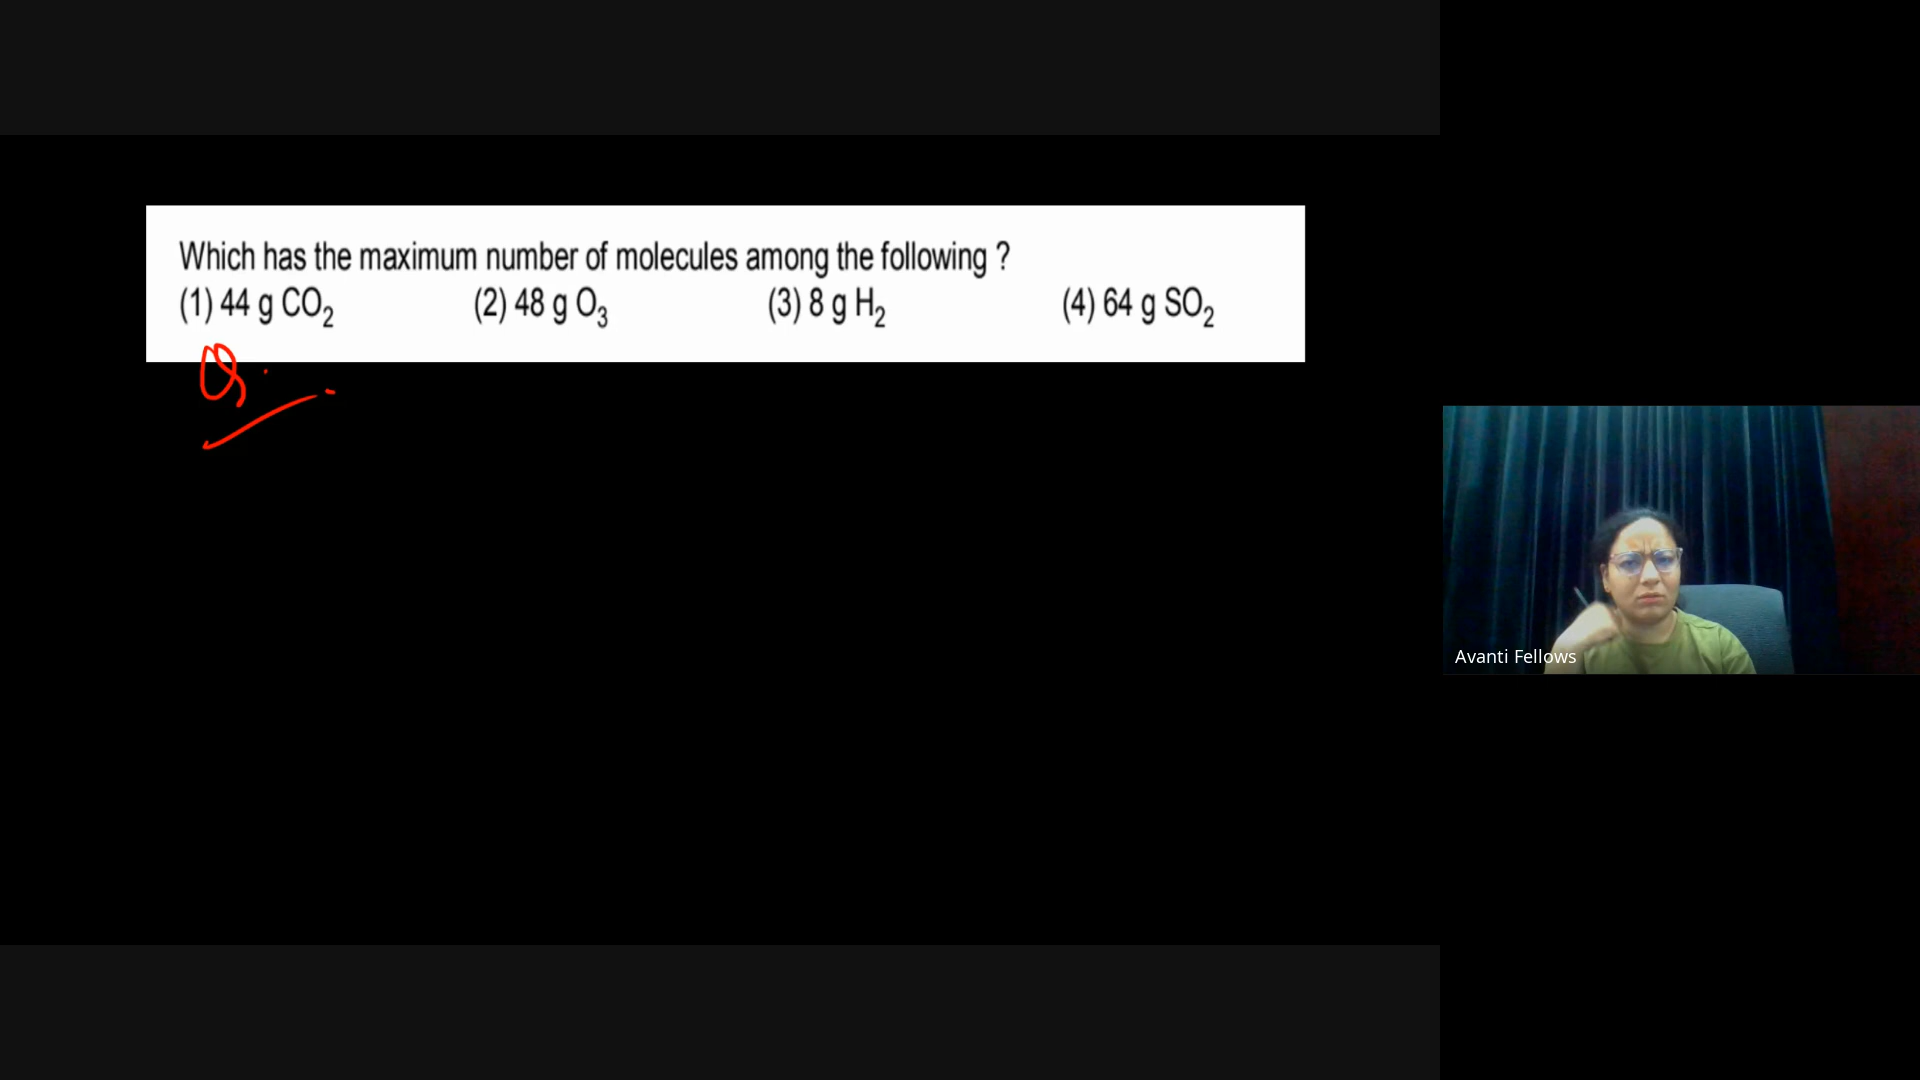 Which has the maximum number of molecules among the following ?
(1) 44 g CO₂ (2) 48 g O₃ (3) 8 g H₂ (4) 64 g SO₂
Q.
Avanti Fellows